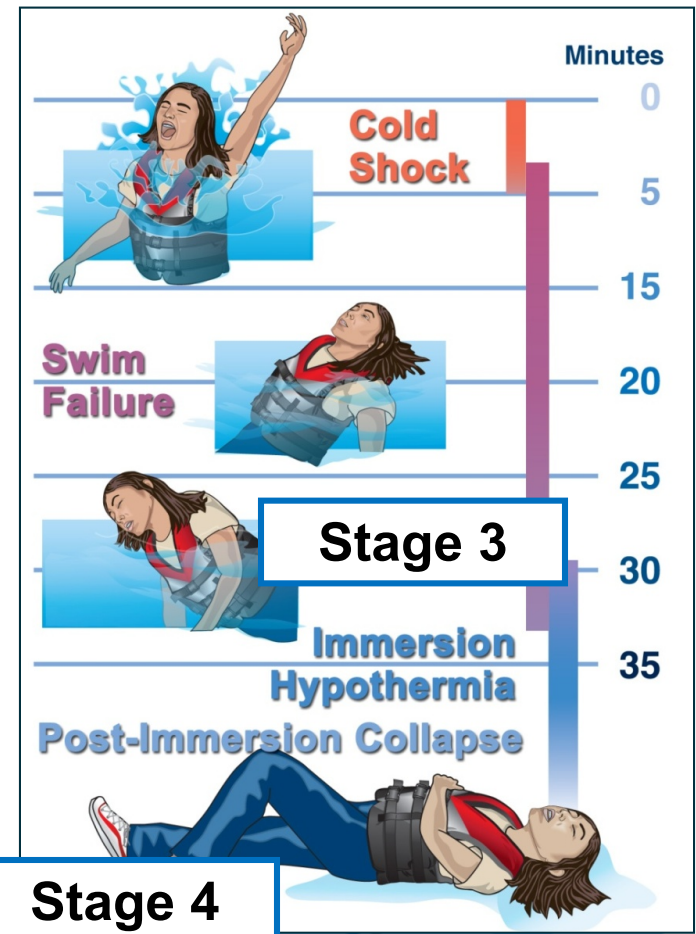 Minutes
0
Cold
Shock
5
15
Swim
Failure
20
25
Stage 3
30
Immersion
Hypothermia
35
Post-Immersion Collapse
Stage 4